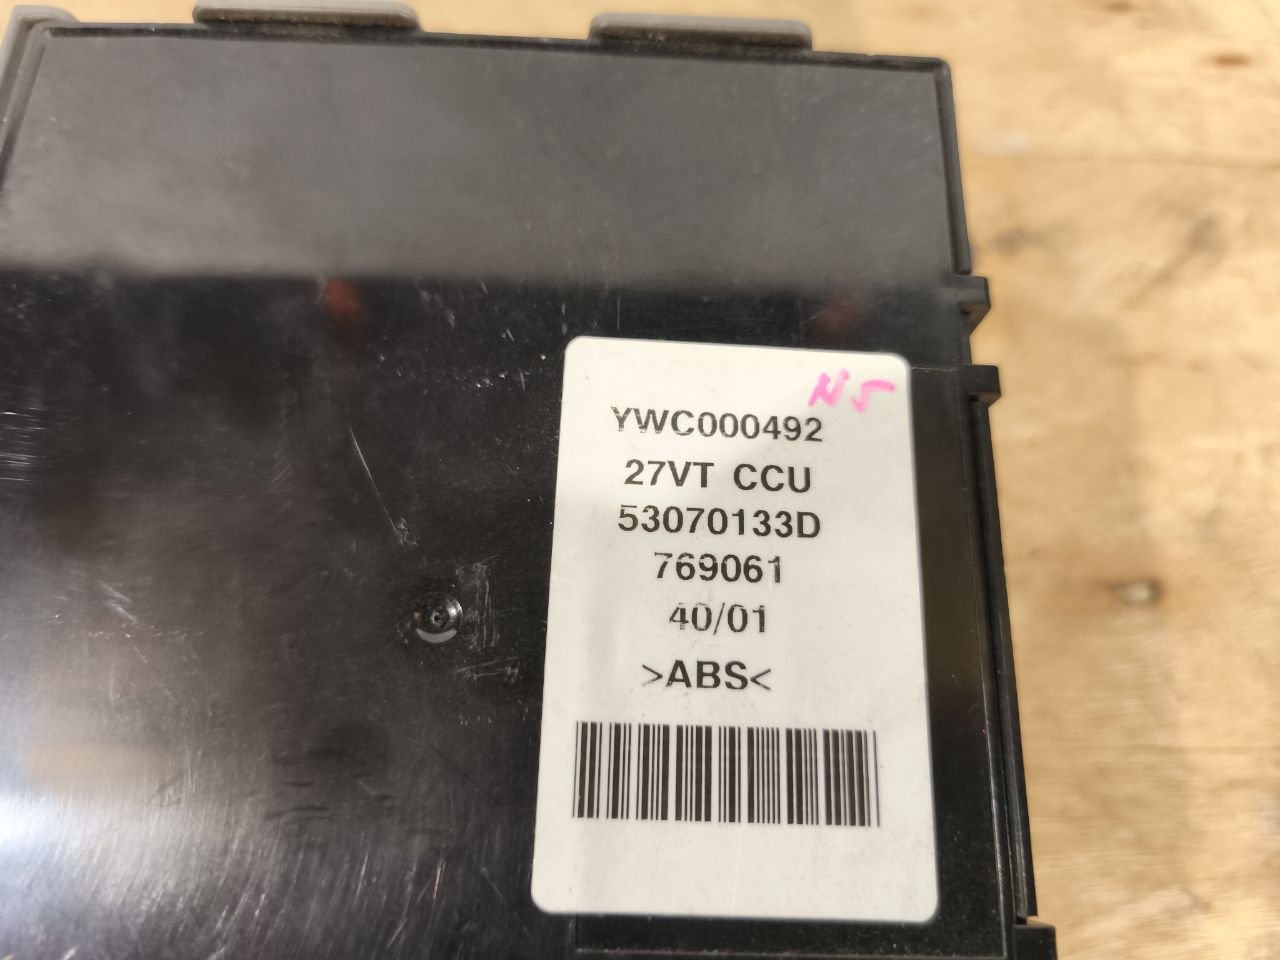 N5
YWC000492
27VT CCU
53070133D
769061
40/01
>ABS<